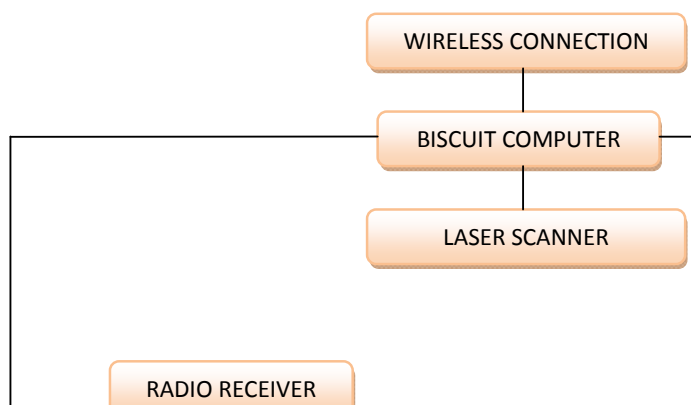 WIRELESS CONNECTION
BISCUIT COMPUTER
LASER SCANNER
RADIO RECEIVER